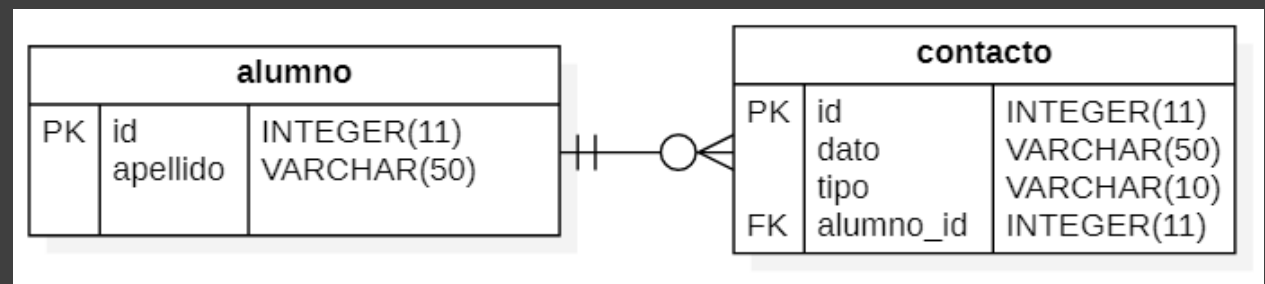 alumno
PK id INTEGER(11)
apellido VARCHAR(50)
contacto
PK id INTEGER(11)
dato VARCHAR(50)
tipo VARCHAR(10)
FK alumno_id INTEGER(11)